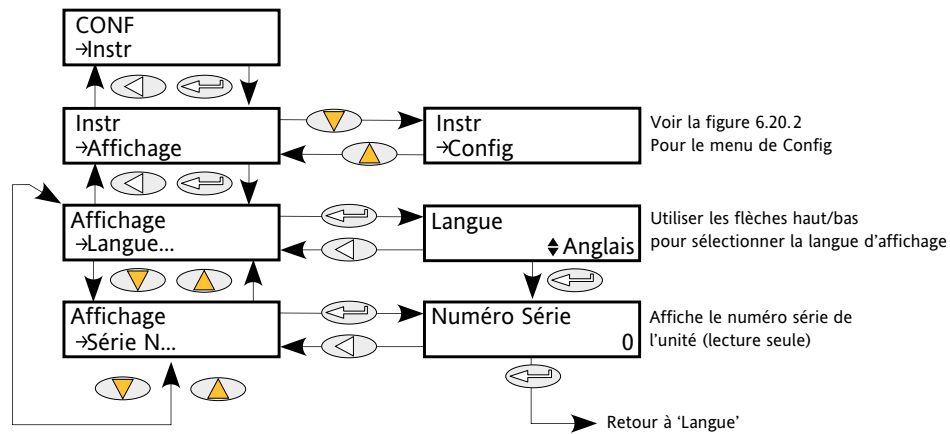 CONF
→Instr
Instr
→Affichage
Instr
→Config
Voir la figure 6.20.2
Pour le menu de Config
Affichage
→Langue...
Langue
Anglais
Utiliser les flèches haut/bas
pour sélectionner la langue d'affichage
Affichage
→Série N...
Numéro Série
0
Affiche le numéro série de
l'unité (lecture seule)
Retour à 'Langue'